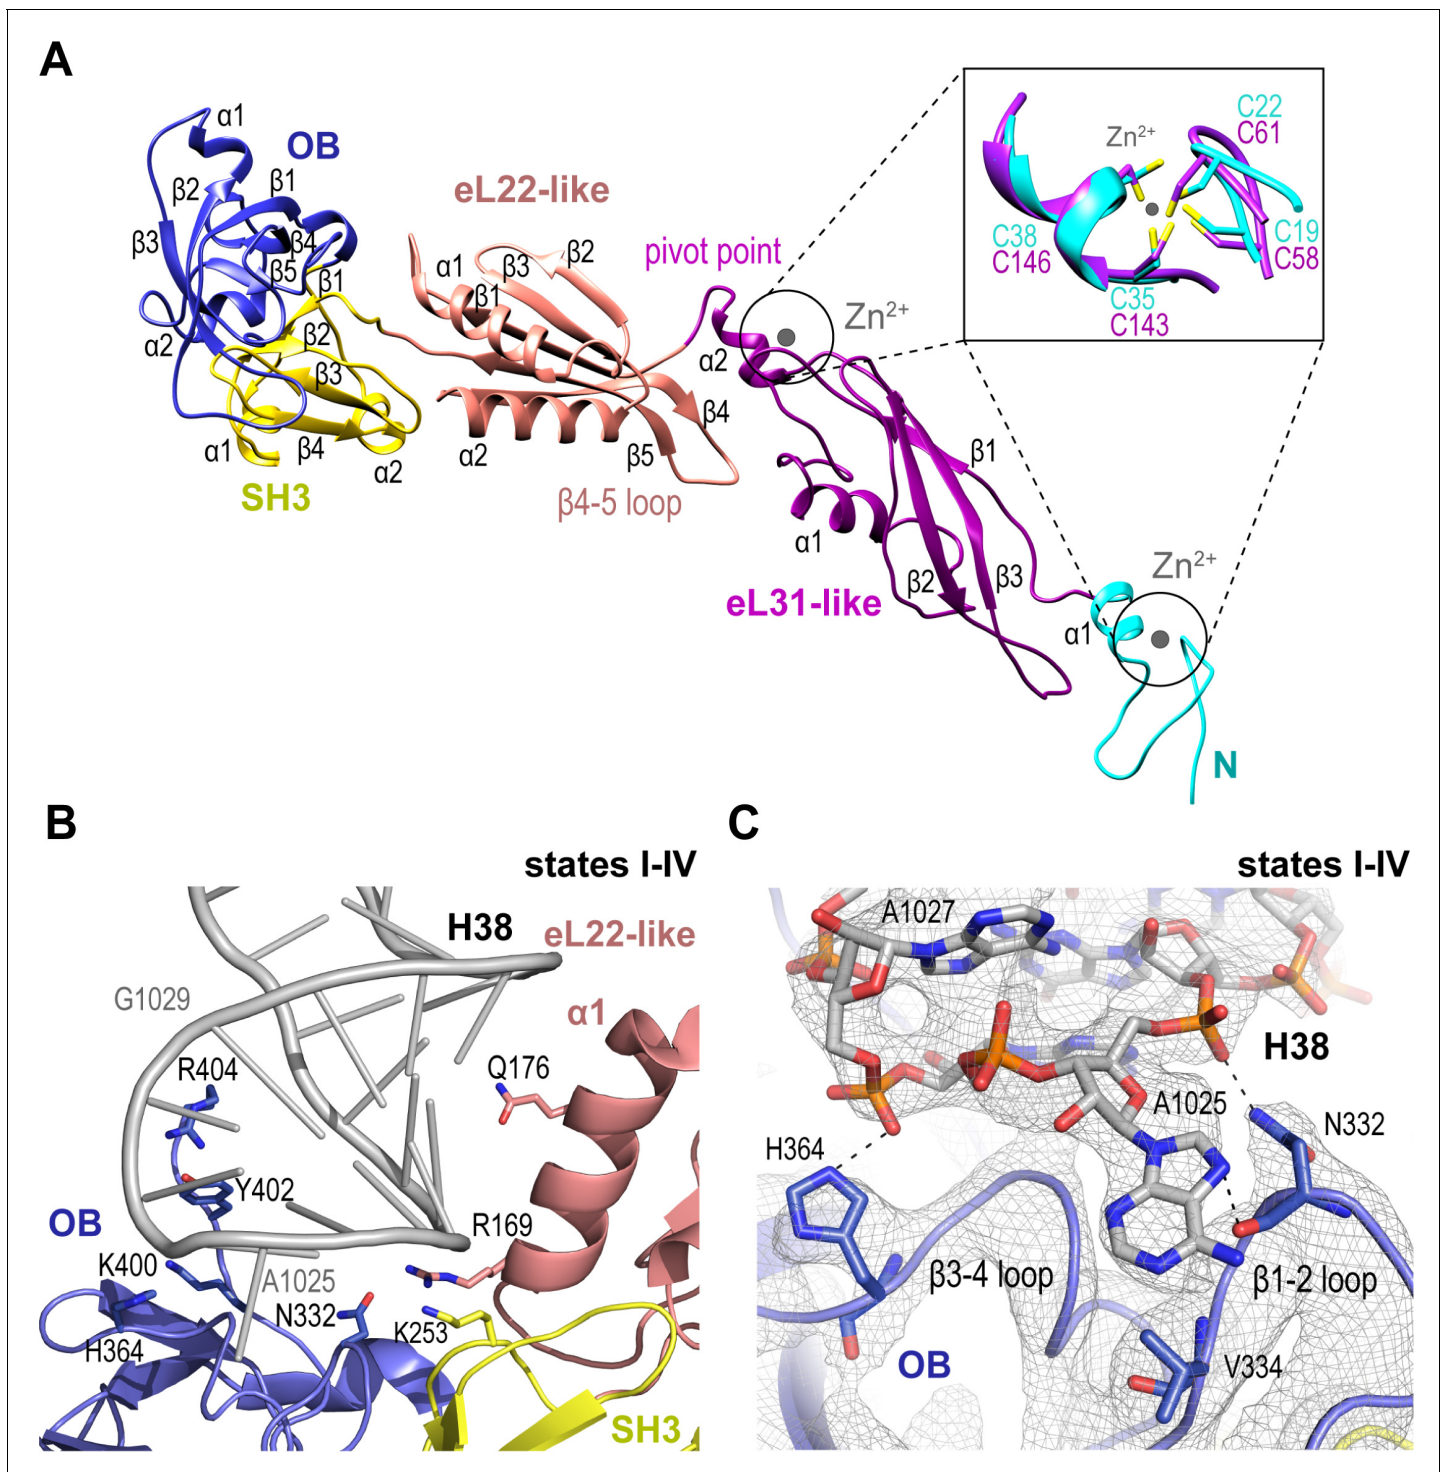 A
α1
OB
β2
β1
β3
β4
β5
β1
α2
β2
β3
α1
β4
α2
SH3
eL22-like
α1
β3
β2
β1
α2
β4
β5
β4-5 loop
pivot point
Zn²⁺
α2
β1
α1
β2
β3
eL31-like
Zn²⁺
α1
N
C22
C61
Zn²⁺
C38
C146
C19
C58
C35
C143
B
states I-IV
H38
eL22-like
G1029
α1
R404
Q176
Y402
OB
R169
K400
A1025
N332
K253
H364
SH3
C
states I-IV
A1027
H38
A1025
N332
H364
β3-4 loop
β1-2 loop
OB
V334